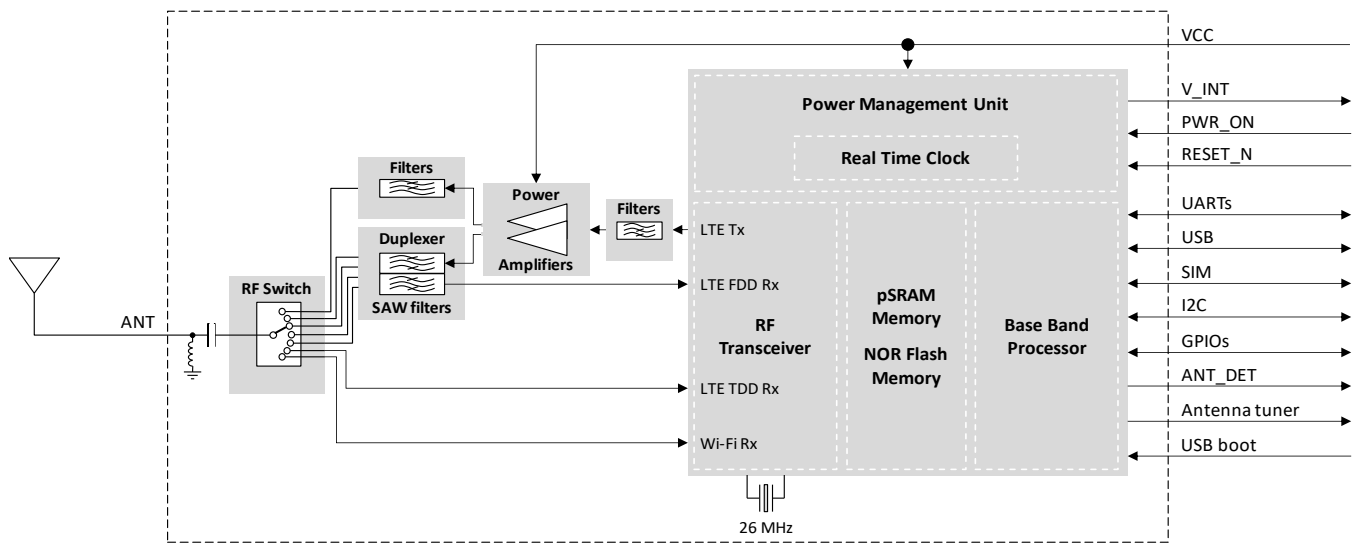 VCC
V_INT
Power Management Unit
PWR_ON
Real Time Clock
RESET_N
Filters
Power
Filters
UARTs
LTE Tx
Duplexer
USB
Amplifiers
SIM
RF Switch
LTE FDD Rx
SAW filters
pSRAM
Memory
I2C
ANT
RF
Transceiver
Base Band
Processor
GPIOs
NOR Flash
Memory
ANT_DET
LTE TDD Rx
Antenna tuner
Wi-Fi Rx
USB boot
26 MHz